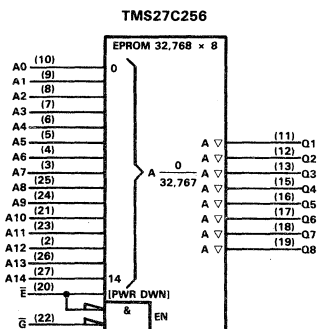 TMS27C256
EPROM 32,768 × 8
A0 (10) 0
A1 (9)
A2 (8)
A3 (7)
A4 (6)
A5 (5)
A6 (4)
A7 (3)
A8 (25)
A9 (24)
A10 (21)
A11 (23)
A12 (2)
A13 (26)
A14 (27) 14
A 0
32,767
A ▽ (11) Q1
A ▽ (12) Q2
A ▽ (13) Q3
A ▽ (15) Q4
A ▽ (16) Q5
A ▽ (17) Q6
A ▽ (18) Q7
A ▽ (19) Q8
E̅ (20) [PWR DWN]
&
EN
G̅ (22)